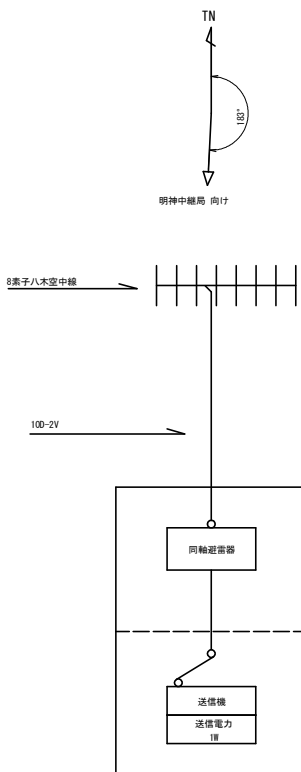 TN
183°
明神中継局 向け
8素子八木空中線
10D-2V
同軸避雷器
送信機
送信電力
1W